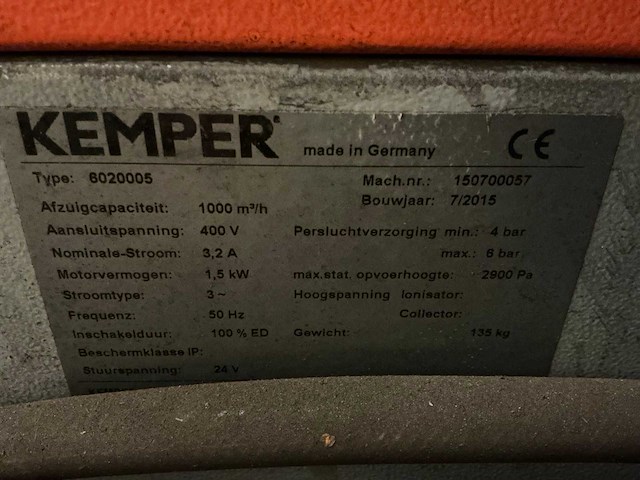 KEMPER made in Germany CE
Type: 6020005 Mach.nr.: 150700057
Bouwjaar: 7/2015
Afzuigcapaciteit: 1000 m³/h
Aansluitspanning: 400 V Persluchtverzorging min.: 4 bar
Nominale-Stroom: 3,2 A max.: 6 bar
Motorvermogen: 1,5 kW max.stat. opvoerhoogte: 2900 Pa
Stroomtype: 3~ Hoogspanning Ionisator:
Frequenz: 50 Hz Collector:
Inschakelduur: 100 % ED Gewicht: 135 kg
Beschermklasse IP:
Stuurspanning: 24 V